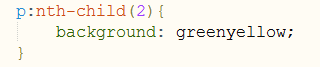 p:nth-child(2){
    background: greenyellow;
}